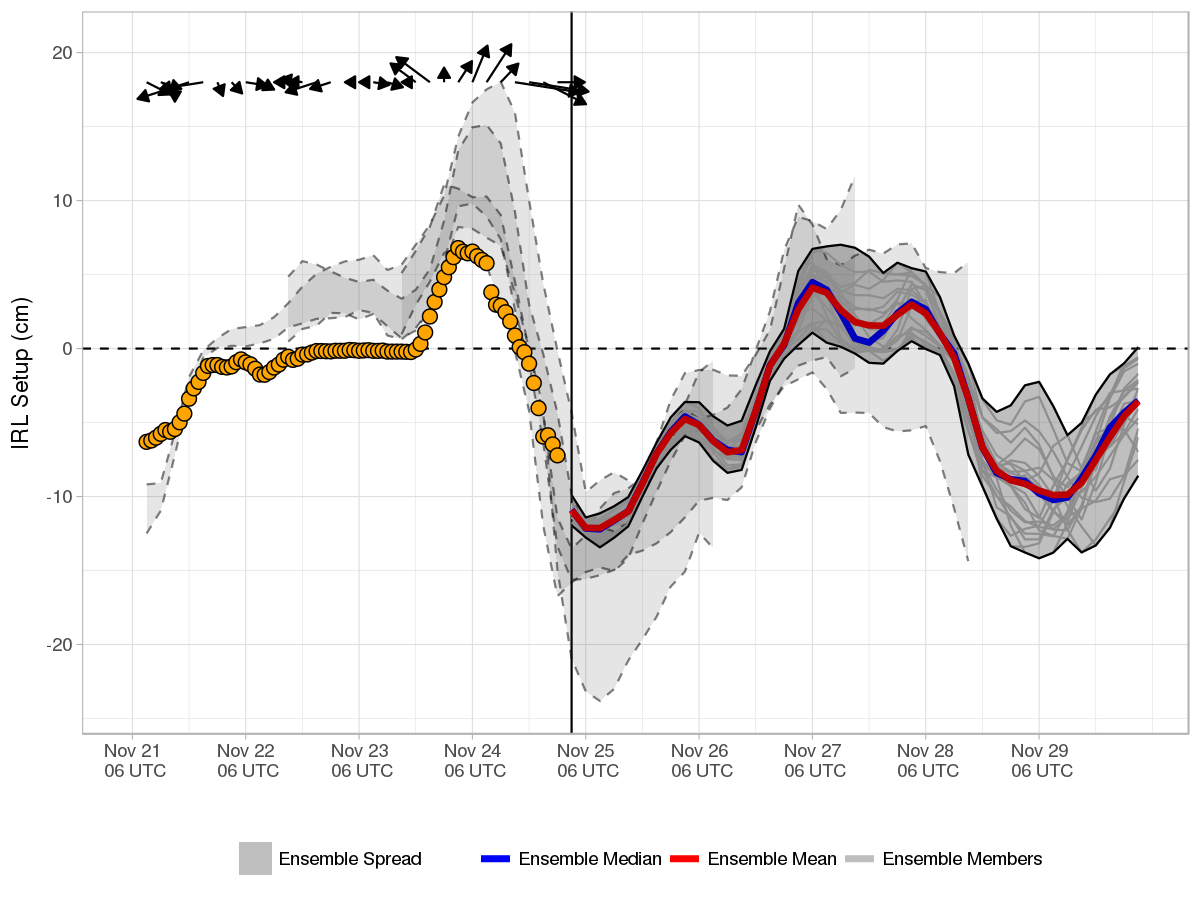 IRL Setup (cm)
20
10
0
-10
-20
Nov 21 Nov 22 Nov 23 Nov 24 Nov 25 Nov 26 Nov 27 Nov 28 Nov 29
06 UTC 06 UTC 06 UTC 06 UTC 06 UTC 06 UTC 06 UTC 06 UTC 06 UTC
Ensemble Spread Ensemble Median Ensemble Mean Ensemble Members